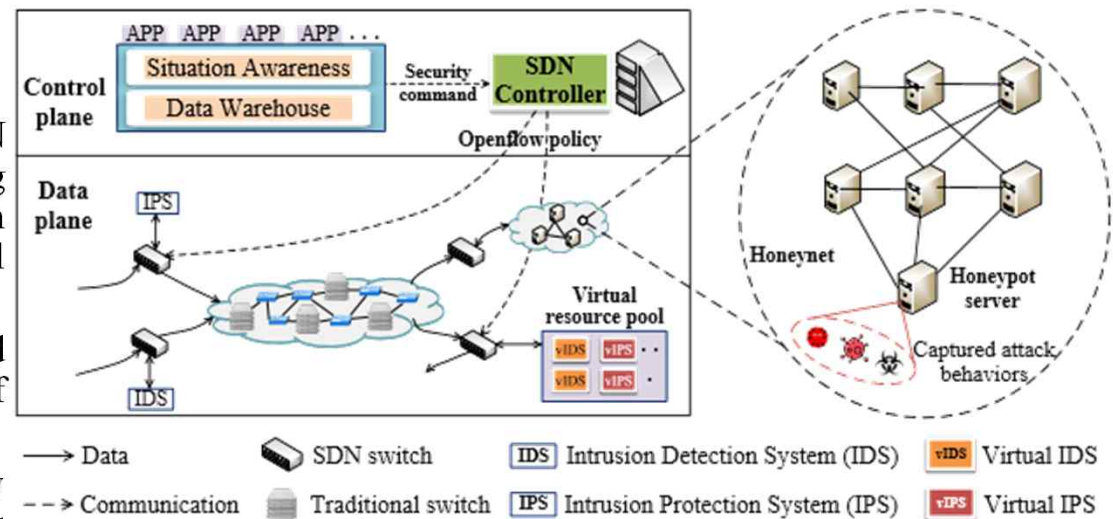 APP APP APP APP . . .
Situation Awareness
Data Warehouse
Control
plane
Security
command
SDN
Controller
Openflow policy
Data
plane
IPS
IDS
Virtual
resource pool
vIDS vIPS . .
vIDS vIPS .
Honeynet
Honeypot
server
Captured attack
behaviors
Data
SDN switch
IDS Intrusion Detection System (IDS)
vIDS Virtual IDS
Communication
Traditional switch
IPS Intrusion Protection System (IPS)
vIPS Virtual IPS